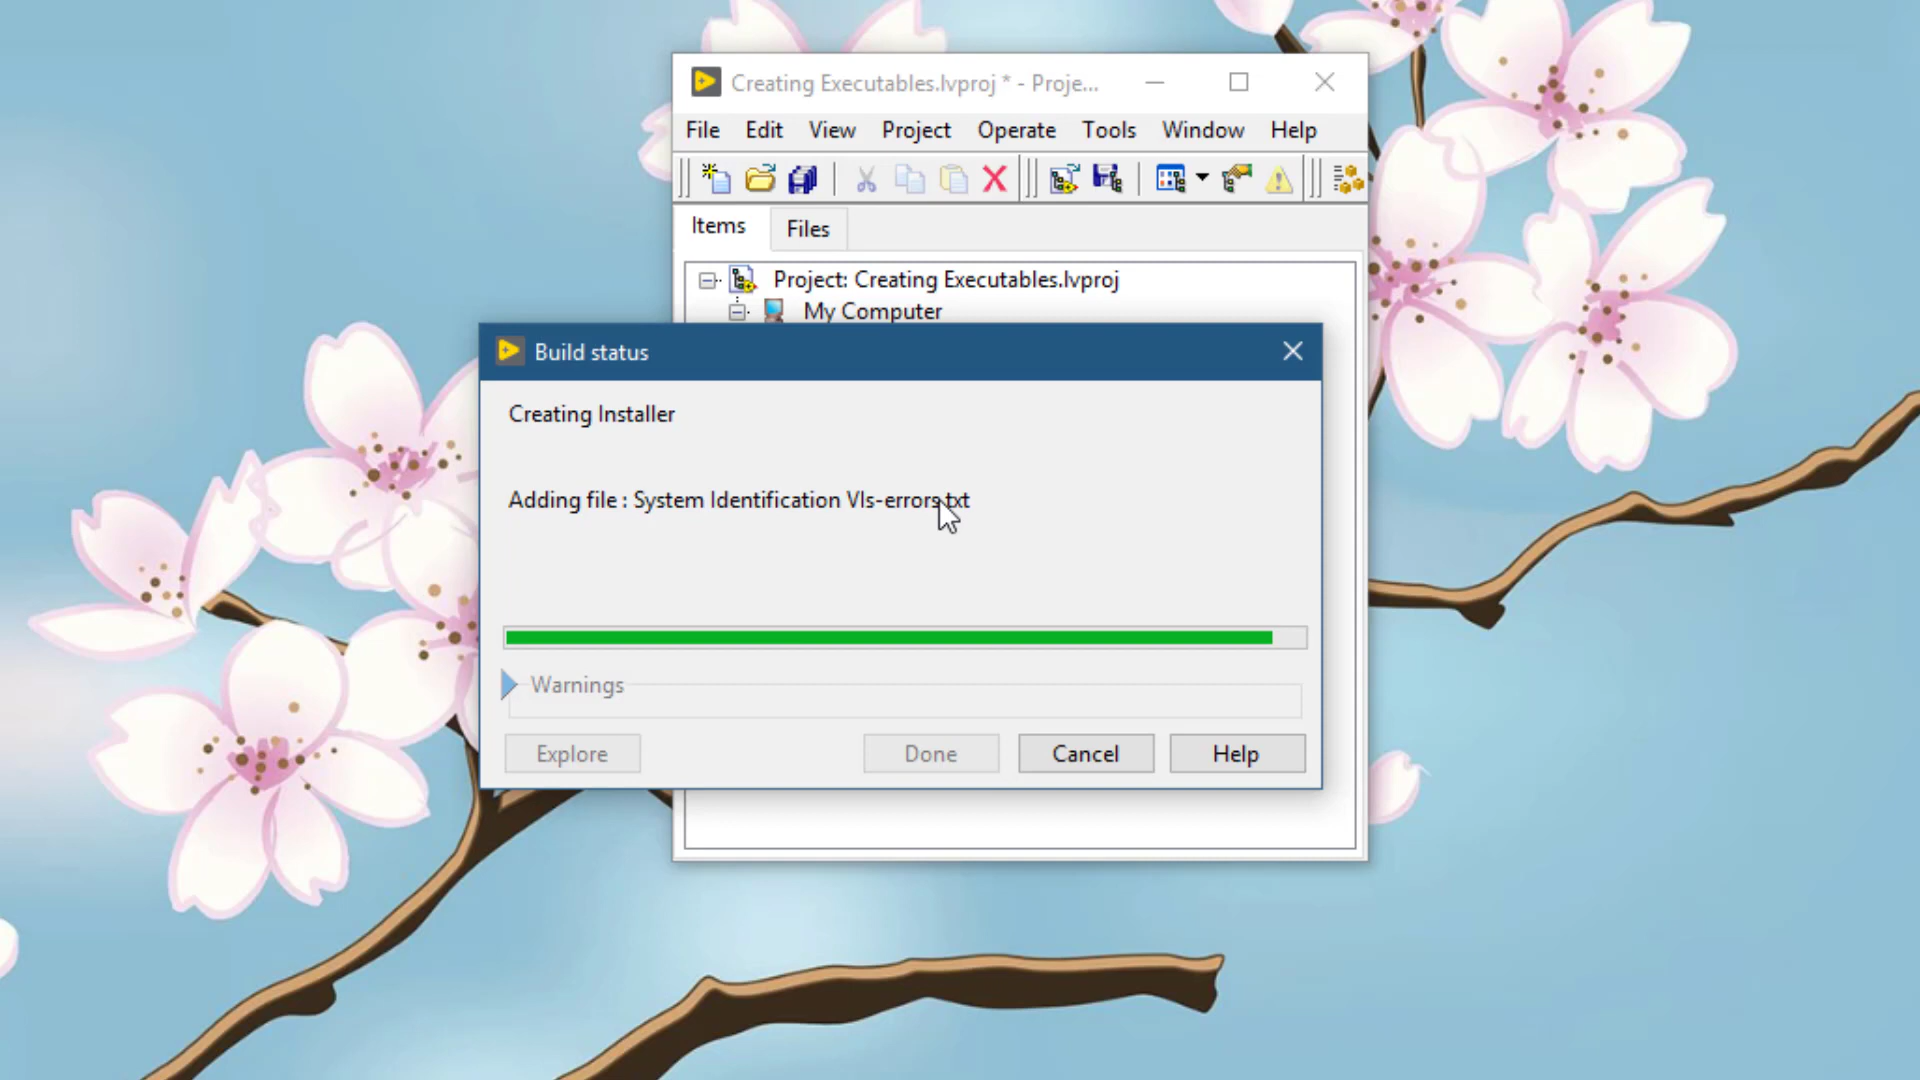 Creating Executables.lvproj * - Proje...
File Edit View Project Operate Tools Window Help
Items Files
Project: Creating Executables.lvproj
My Computer
Build status
Creating Installer
Adding file : System Identification VIs-errors.txt
Warnings
Explore Done Cancel Help